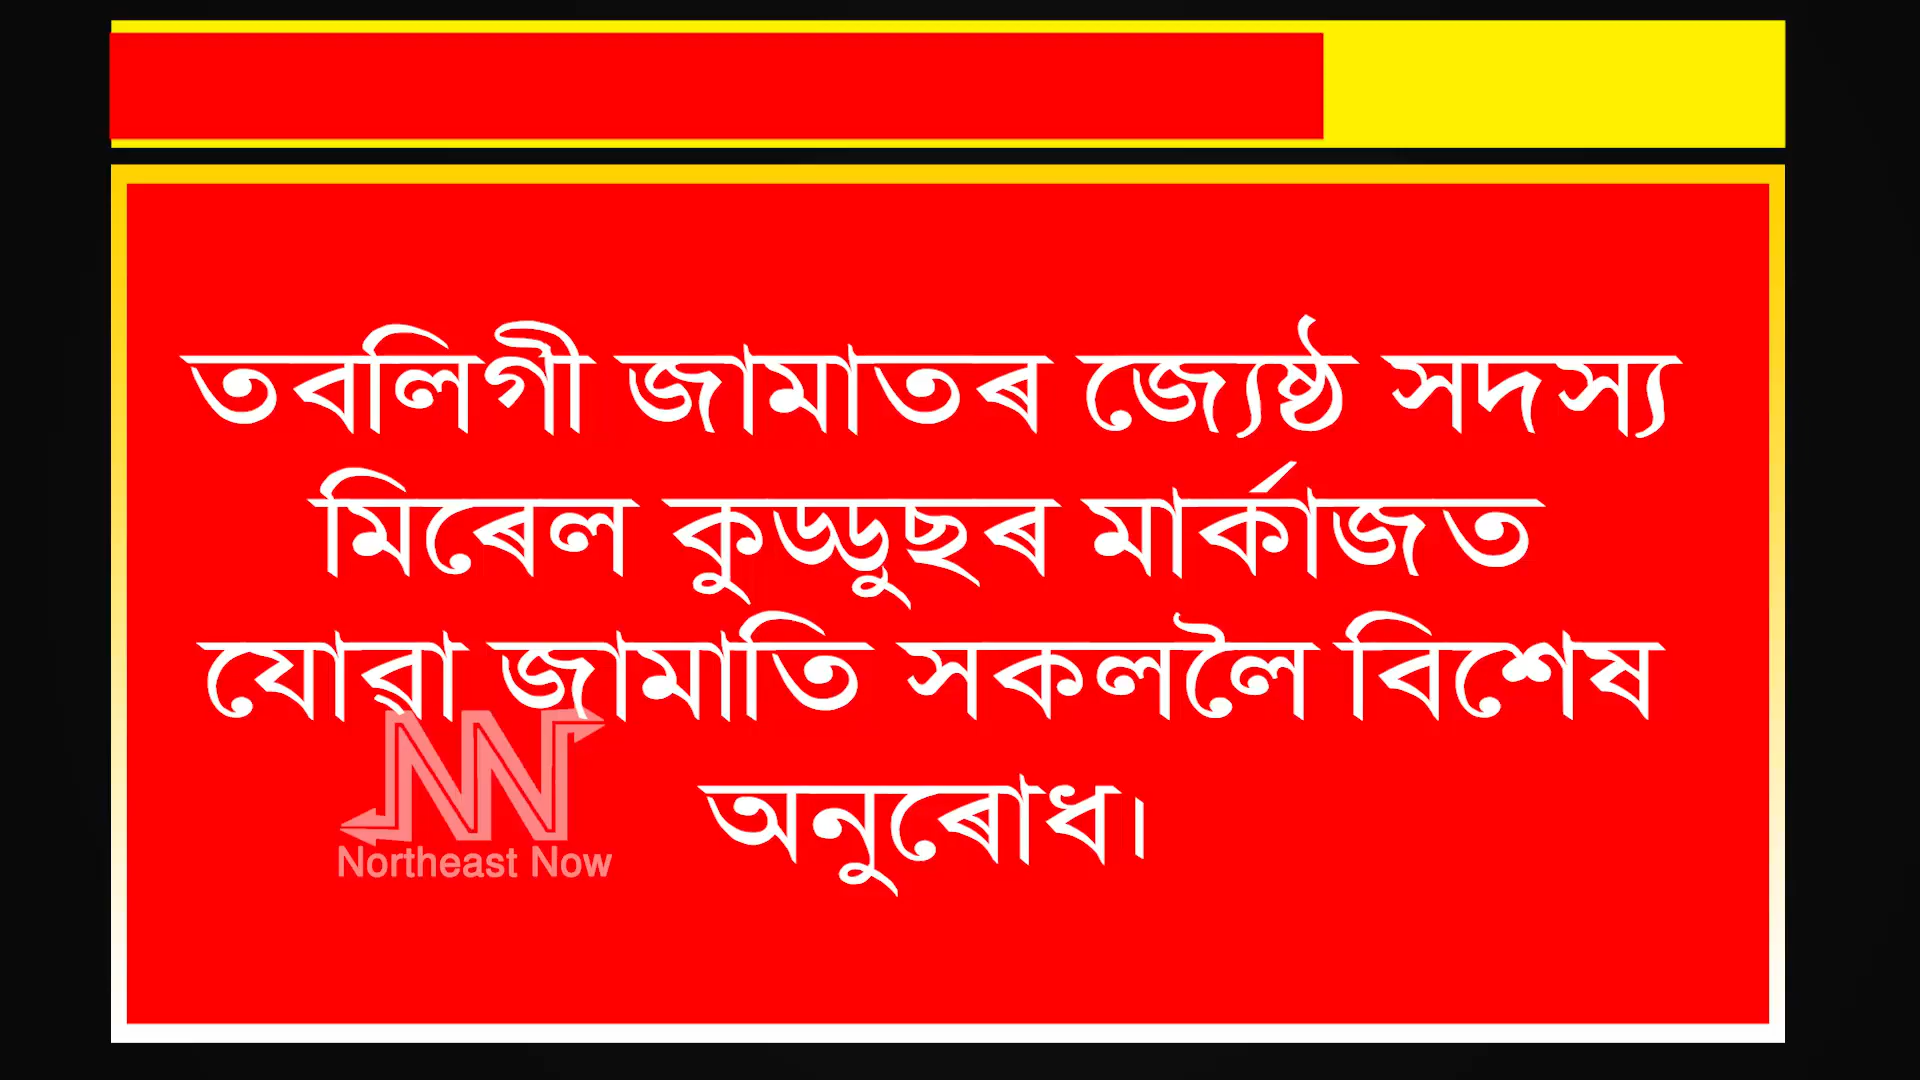 তবলিগী জামাতৰ জ্যেষ্ঠ সদস্য
মিৰেল কুড্ডুছৰ মাৰ্কাজত
যোৱা জামাতি সকললৈ বিশেষ
অনুৰোধ।
Northeast Now